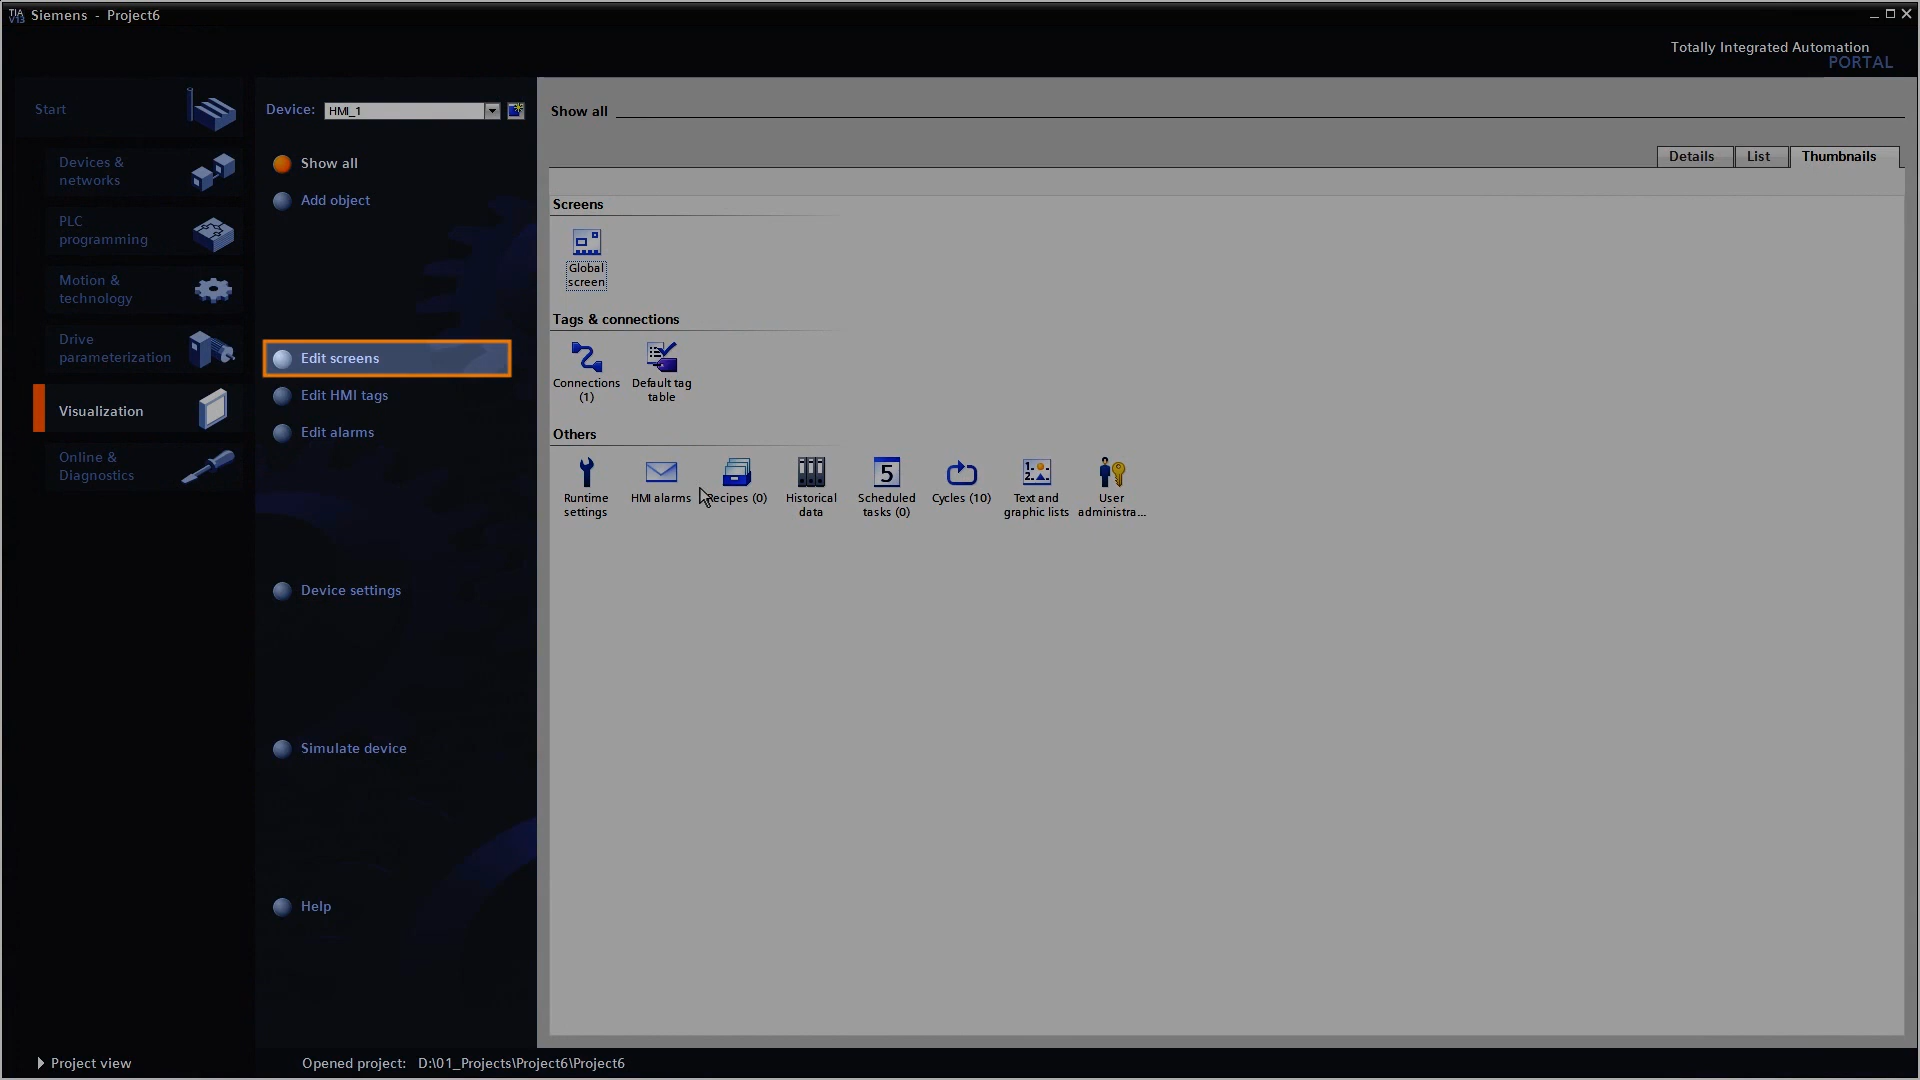 TIA
V13
Siemens - Project6
Totally Integrated Automation
PORTAL
Start
Devices &
networks
PLC
programming
Motion &
technology
Drive
parameterization
Visualization
Online &
Diagnostics
Device:
HMI_1
Show all
Add object
Edit screens
Edit HMI tags
Edit alarms
Device settings
Simulate device
Help
Show all
Details
List
Thumbnails
Screens
Global
screen
Tags & connections
Connections
(1)
Default tag
table
Others
Runtime
settings
HMI alarms
Recipes (0)
Historical
data
5
Scheduled
tasks (0)
Cycles (10)
1.
2.
Text and
graphic lists
User
administra...
Project view
Opened project: D:\01_Projects\Project6\Project6